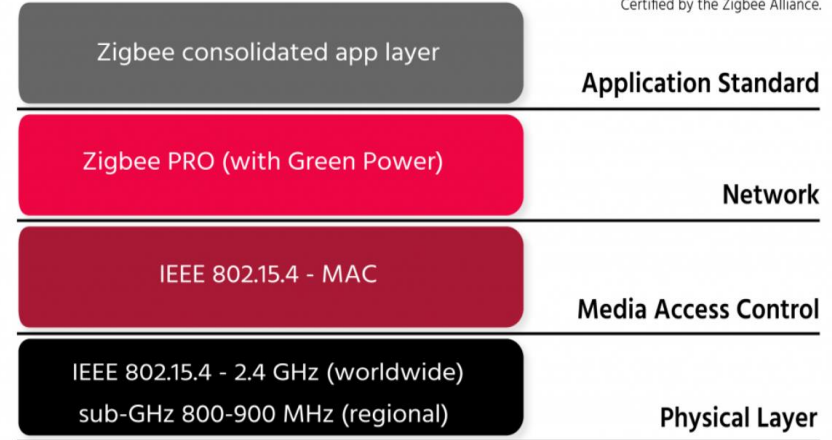 Certified by the Zigbee Alliance.
Zigbee consolidated app layer
Application Standard
Zigbee PRO (with Green Power)
Network
IEEE 802.15.4 - MAC
Media Access Control
IEEE 802.15.4 - 2.4 GHz (worldwide)
sub-GHz 800-900 MHz (regional)
Physical Layer